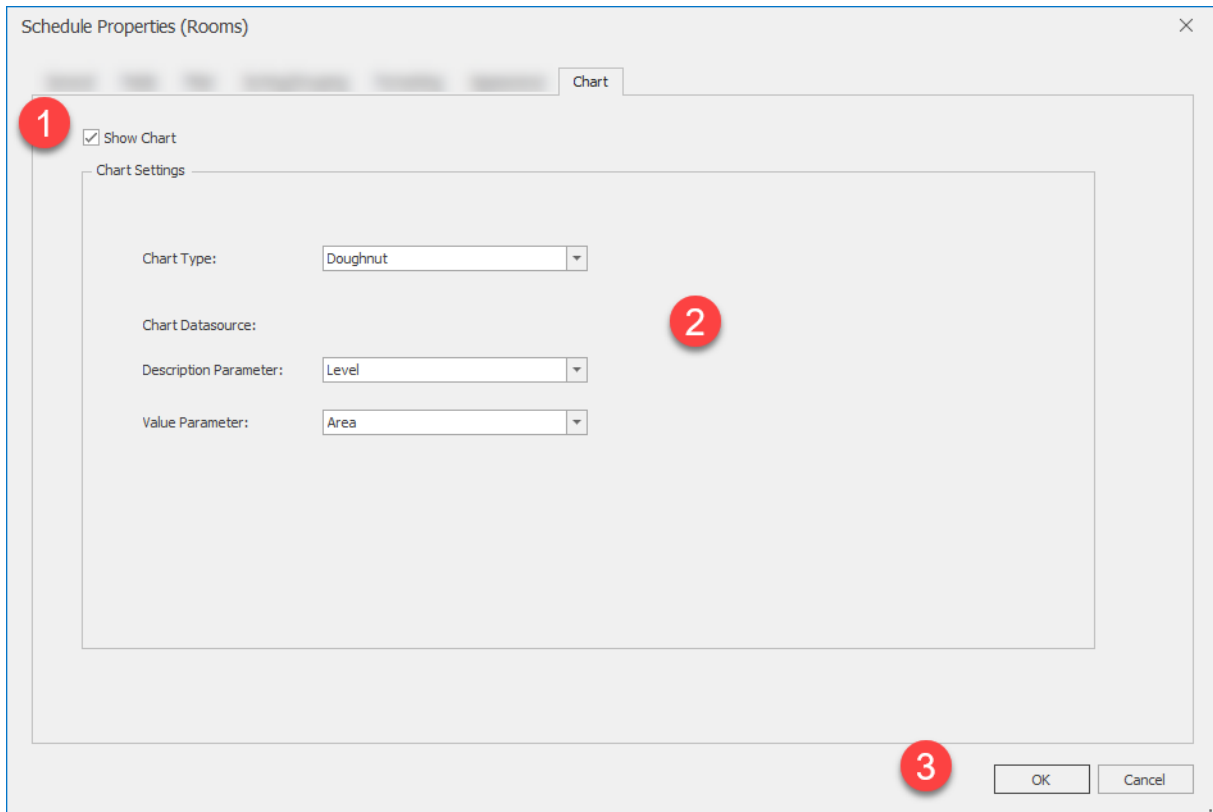 Schedule Properties (Rooms)
Chart
1
Show Chart
Chart Settings
Chart Type: Doughnut
2
Chart Datasource:
Description Parameter: Level
Value Parameter: Area
3
OK Cancel